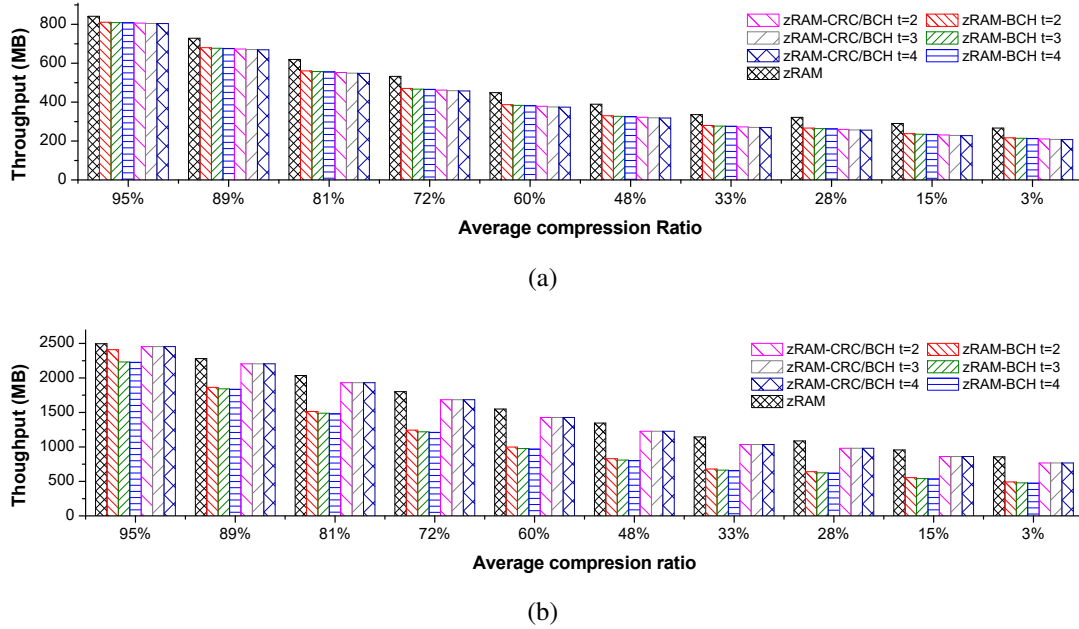 Throughput (MB)
800
600
400
200
0
zRAM-CRC/BCH t=2 zRAM-BCH t=2
zRAM-CRC/BCH t=3 zRAM-BCH t=3
zRAM-CRC/BCH t=4 zRAM-BCH t=4
zRAM
95% 89% 81% 72% 60% 48% 33% 28% 15% 3%
Average compression Ratio
(a)
Thoughput (MB)
2500
2000
1500
1000
500
0
zRAM-CRC/BCH t=2 zRAM-BCH t=2
zRAM-CRC/BCH t=3 zRAM-BCH t=3
zRAM-CRC/BCH t=4 zRAM-BCH t=4
zRAM
95% 89% 81% 72% 60% 48% 33% 28% 15% 3%
Average compresion ratio
(b)